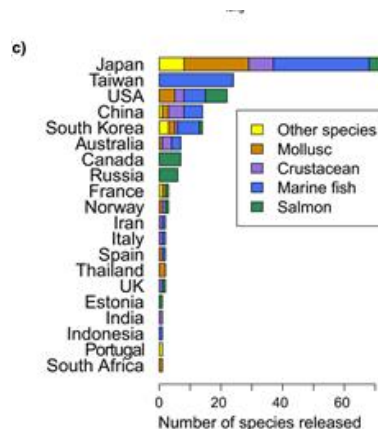 c)
Japan
Taiwan
USA
China
South Korea
Australia
Canada
Russia
France
Norway
Iran
Italy
Spain
Thailand
UK
Estonia
India
Indonesia
Portugal
South Africa
Other species
Mollusc
Crustacean
Marine fish
Salmon
0 20 40 60
Number of species released